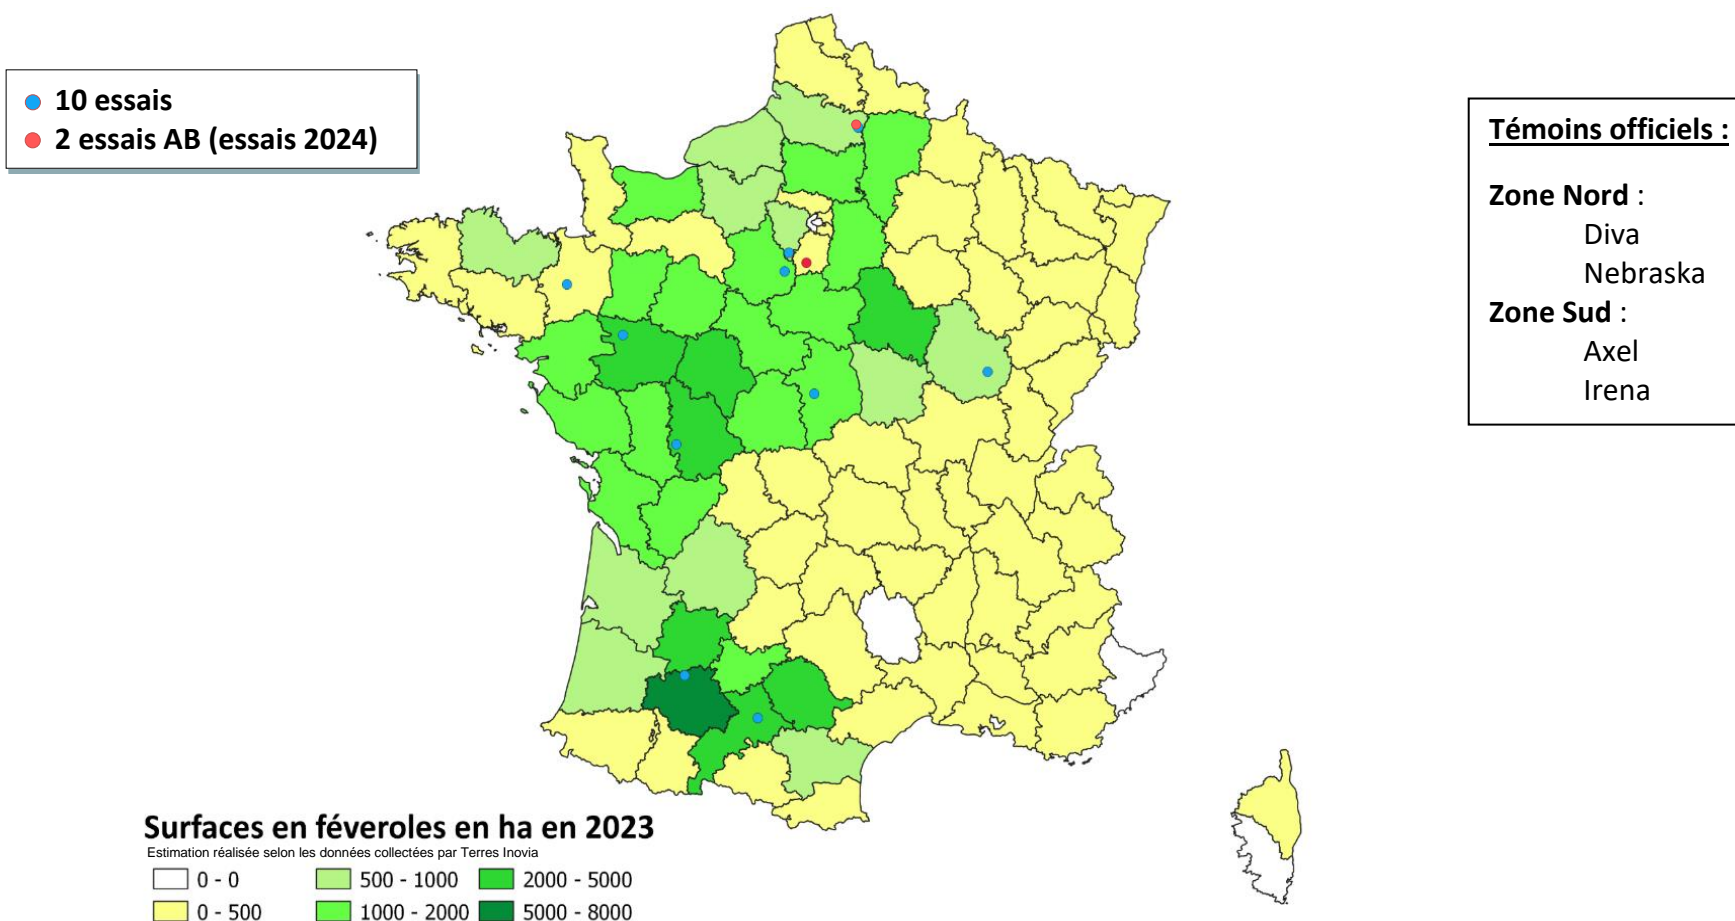 10 essais
2 essais AB (essais 2024)
Témoins officiels :
Zone Nord :
Diva
Nebraska
Zone Sud :
Axel
Irena
Surfaces en féveroles en ha en 2023
Estimation réalisée selon les données collectées par Terres Inovia
0 - 0
500 - 1000
2000 - 5000
0 - 500
1000 - 2000
5000 - 8000